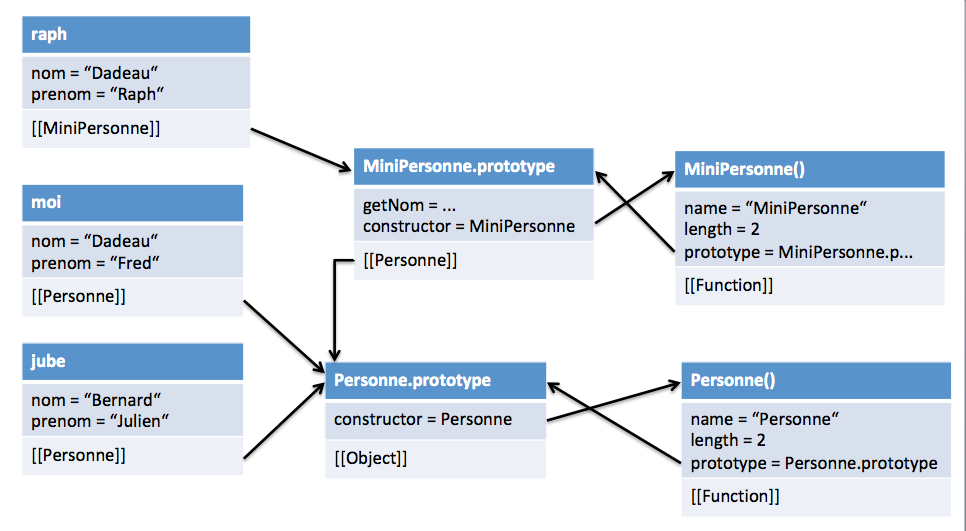 raph
nom = “Dadeau“
prenom = “Raph“
[[MiniPersonne]]
moi
nom = “Dadeau“
prenom = “Fred“
[[Personne]]
jube
nom = “Bernard“
prenom = “Julien“
[[Personne]]
MiniPersonne.prototype
getNom = ...
constructor = MiniPersonne
[[Personne]]
MiniPersonne()
name = “MiniPersonne“
length = 2
prototype = MiniPersonne.p...
[[Function]]
Personne.prototype
constructor = Personne
[[Object]]
Personne()
name = “Personne“
length = 2
prototype = Personne.prototype
[[Function]]